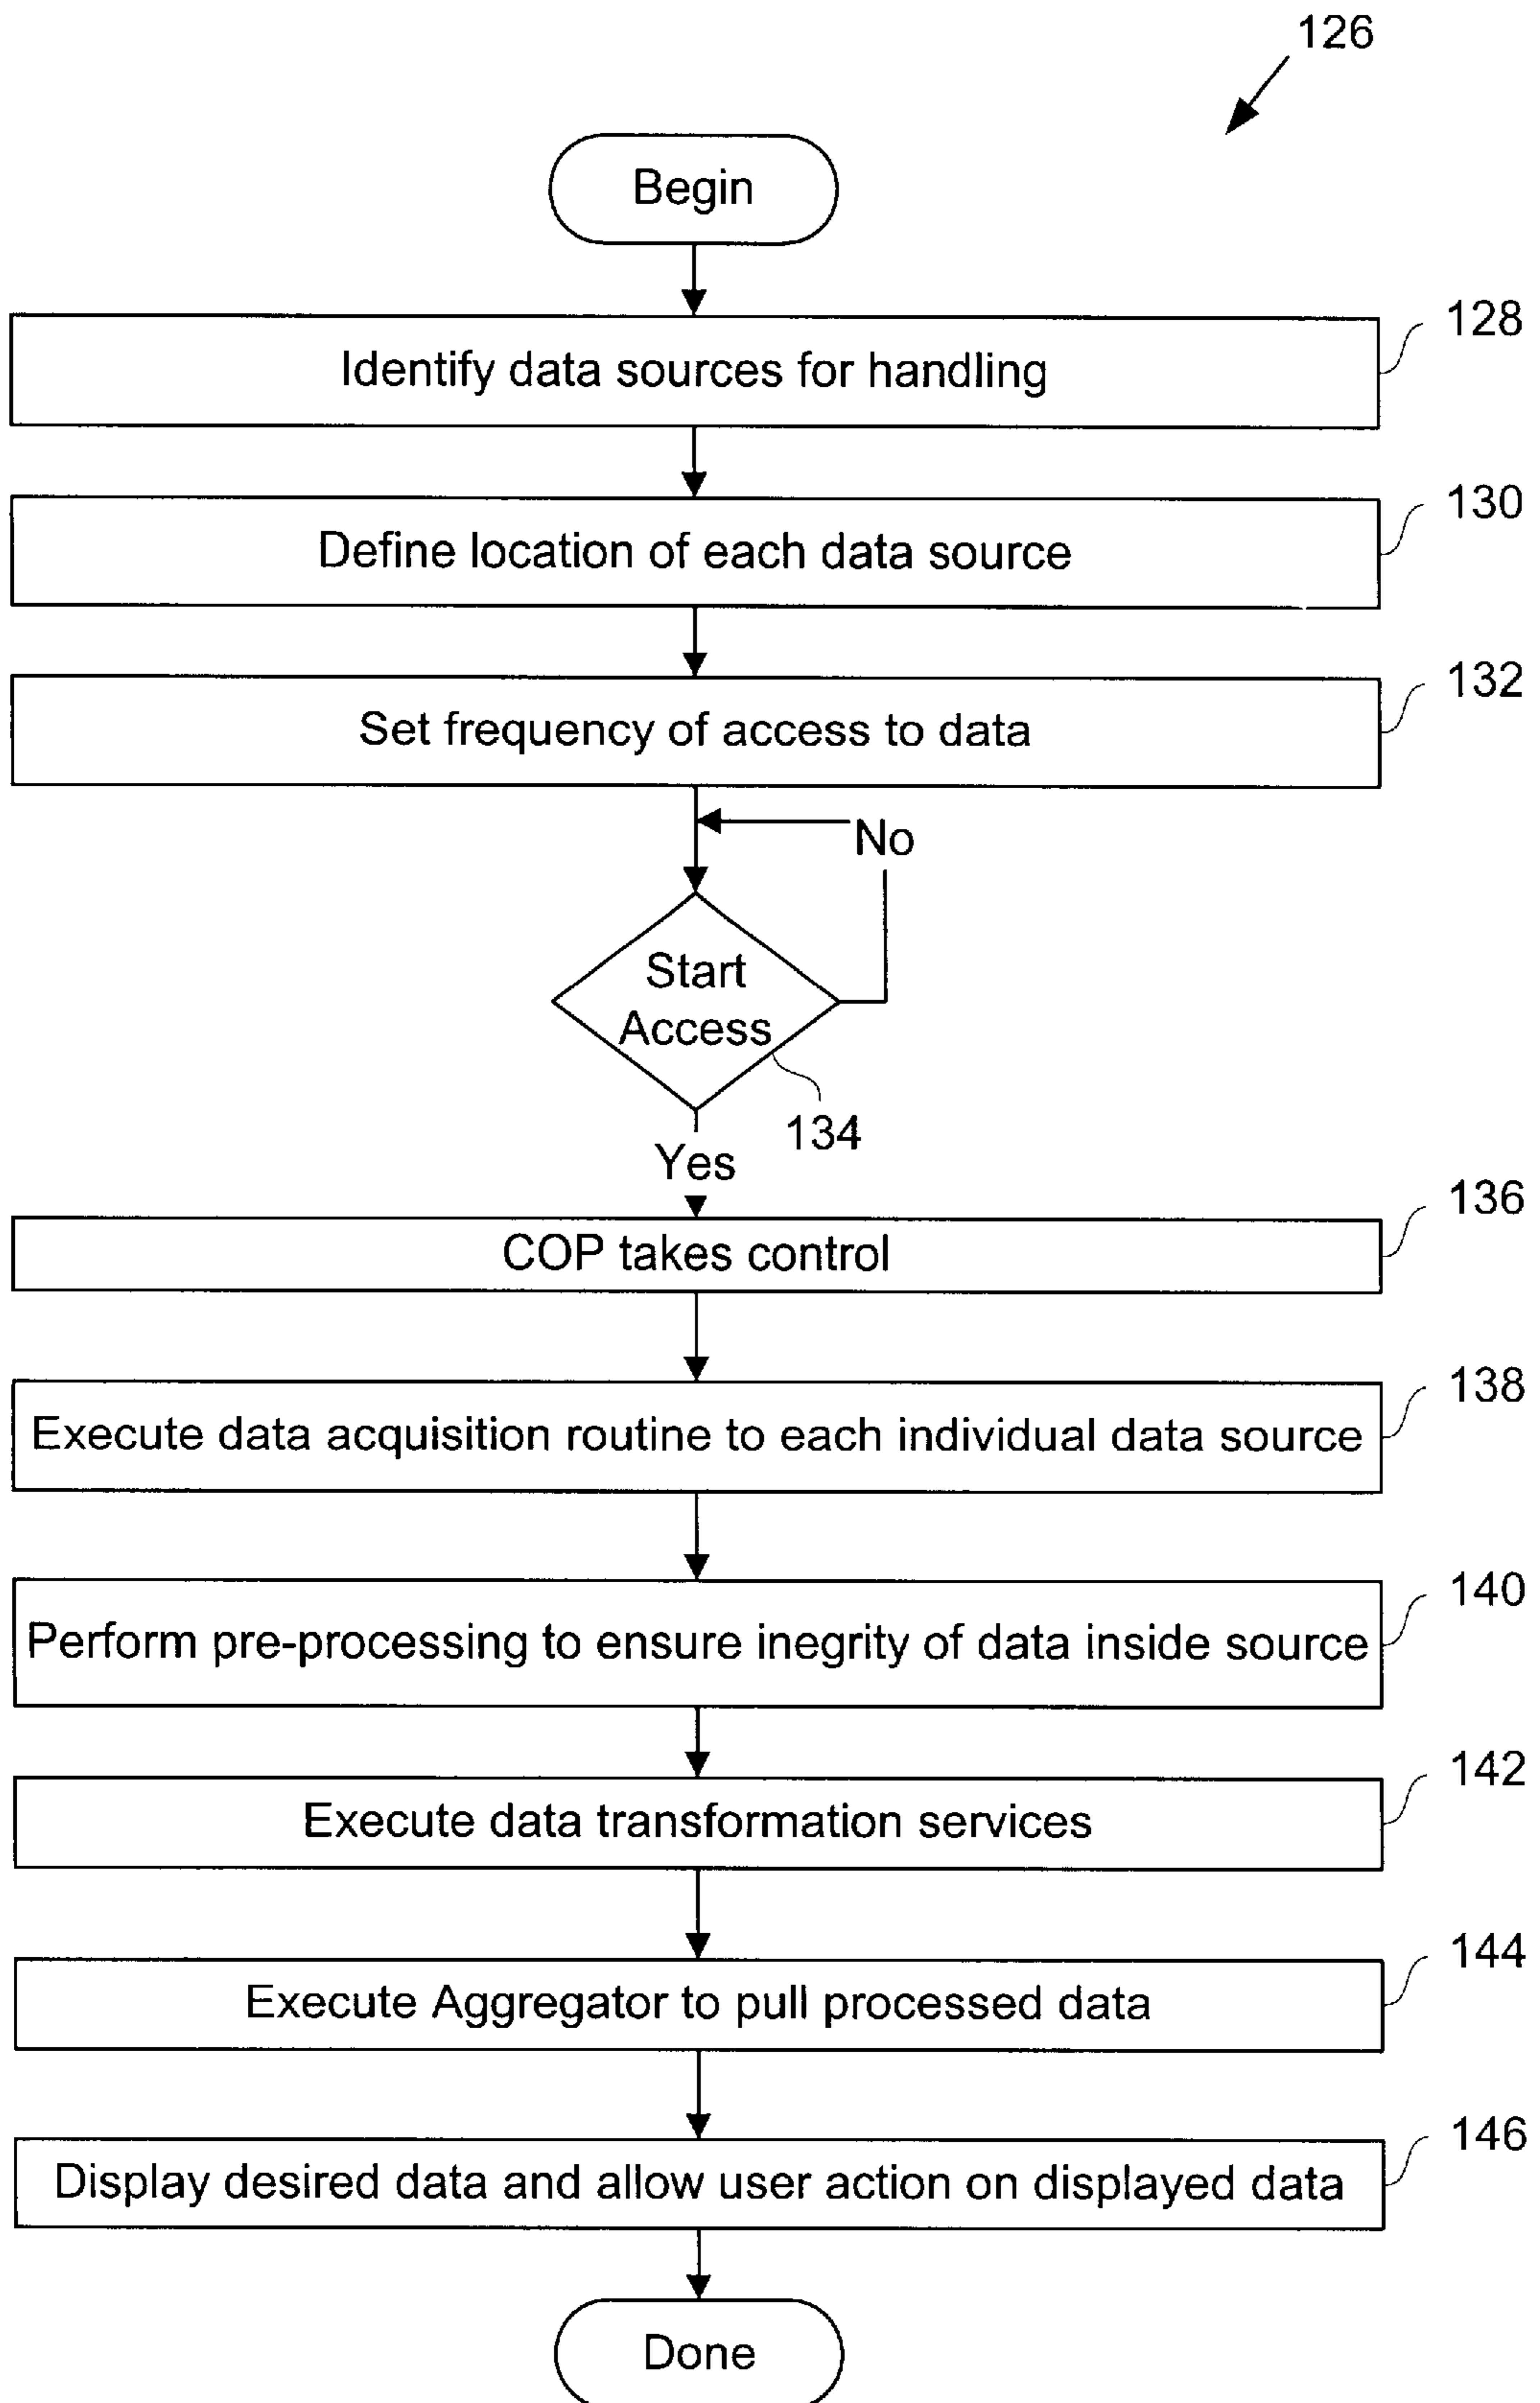 126
Begin
128
Identify data sources for handling
130
Define location of each data source
132
Set frequency of access to data
No
Start
Access
134
Yes
136
COP takes control
138
Execute data acquisition routine to each individual data source
140
Perform pre-processing to ensure inegrity of data inside source
142
Execute data transformation services
144
Execute Aggregator to pull processed data
146
Display desired data and allow user action on displayed data
Done